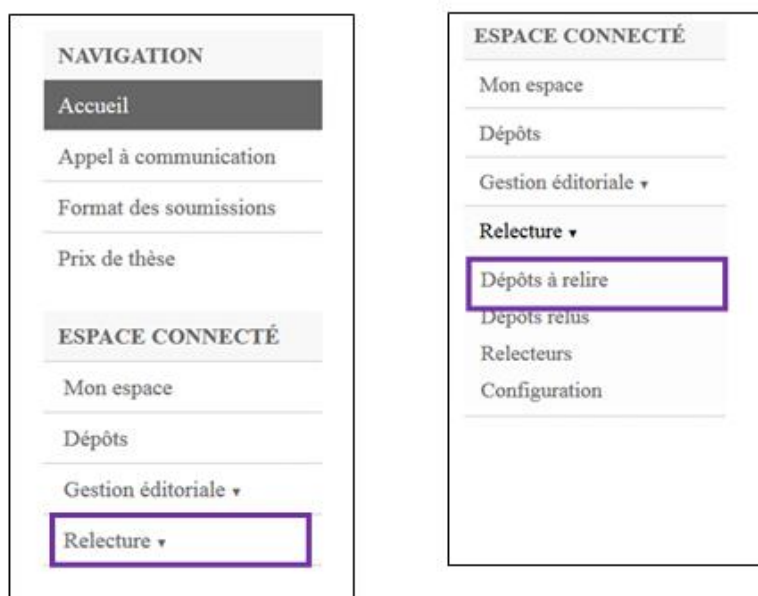 NAVIGATION
Accueil
Appel à communication
Format des soumissions
Prix de thèse
ESPACE CONNECTÉ
Mon espace
Dépôts
Gestion éditoriale ▾
Relecture ▾
ESPACE CONNECTÉ
Mon espace
Dépôts
Gestion éditoriale ▾
Relecture ▾
Dépôts à relire
Dépôts relus
Relecteurs
Configuration